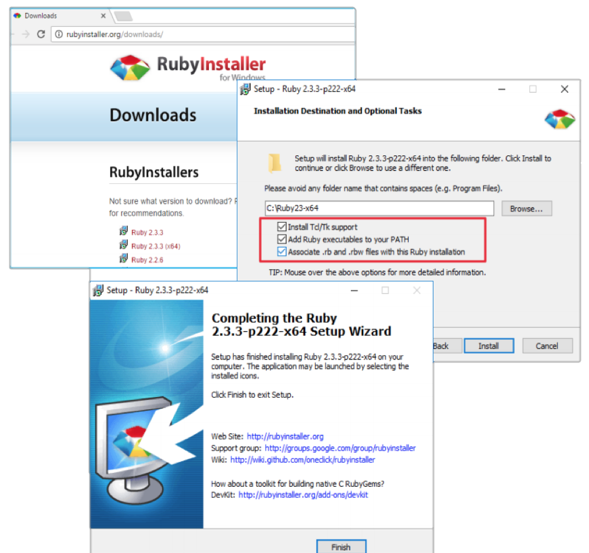 Downloads
rubyinstaller.org/downloads/
RubyInstaller
for Windows
Downloads
RubyInstallers
Not sure what version to download?
for recommendations.
Ruby 2.3.3
Ruby 2.3.3 (x64)
Ruby 2.2.6
Setup - Ruby 2.3.3-p222-x64
Installation Destination and Optional Tasks
Setup will install Ruby 2.3.3-p222-x64 into the following folder. Click Install to
continue or click Browse to use a different one.
Please avoid any folder name that contains spaces (e.g. Program Files).
C:\Ruby23-x64
Browse...
Install Tcl/Tk support
Add Ruby executables to your PATH
Associate .rb and .rbw files with this Ruby installation
TIP: Mouse over the above options for more detailed information.
Back
Install
Cancel
Setup - Ruby 2.3.3-p222-x64
Completing the Ruby
2.3.3-p222-x64 Setup Wizard
Setup has finished installing Ruby 2.3.3-p222-x64 on your
computer. The application may be launched by selecting the
installed icons.
Click Finish to exit Setup.
Web Site: http://rubyinstaller.org
Support group: http://groups.google.com/group/rubyinstaller
Wiki: http://wiki.github.com/oneclick/rubyinstaller
How about a toolkit for building native C RubyGems?
DevKit: http://rubyinstaller.org/add-ons/devkit
Finish